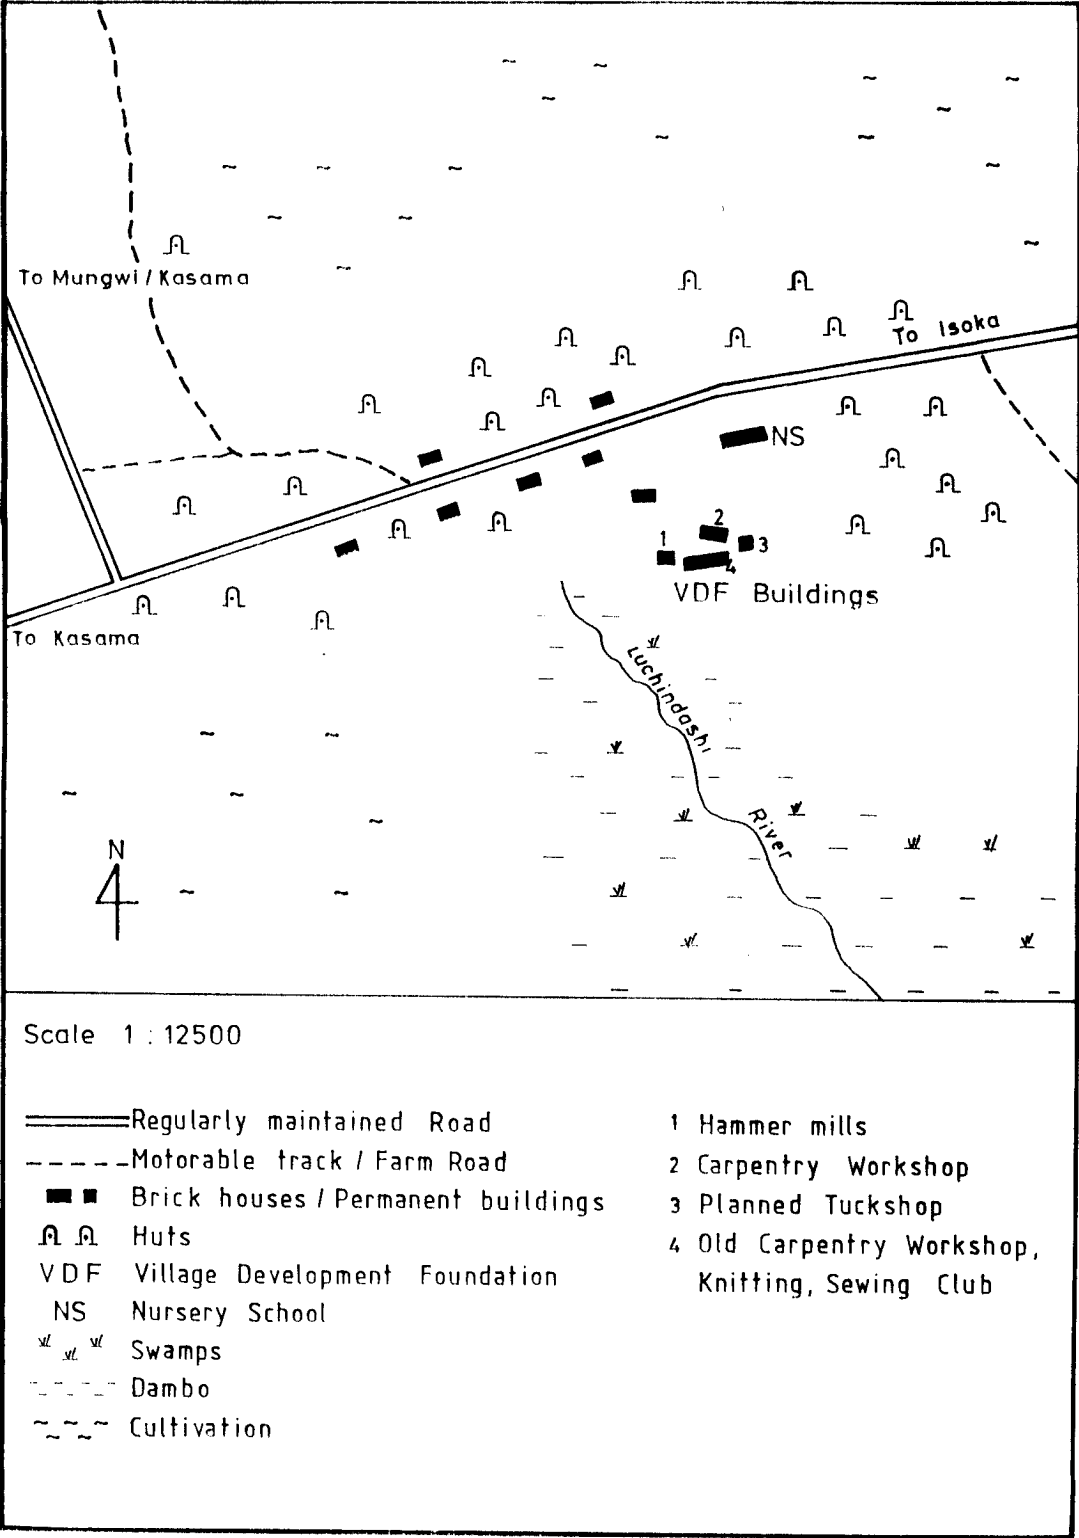 To Mungwi / Kasama
To Isoka
NS
2
1
3
4
VDF Buildings
To Kasama
Luchindashi
River
N
Scale 1 : 12500
Regularly maintained Road
Motorable track / Farm Road
Brick houses / Permanent buildings
Huts
VDF Village Development Foundation
NS Nursery School
Swamps
Dambo
Cultivation
1 Hammer mills
2 Carpentry Workshop
3 Planned Tuckshop
4 Old Carpentry Workshop,
Knitting, Sewing Club